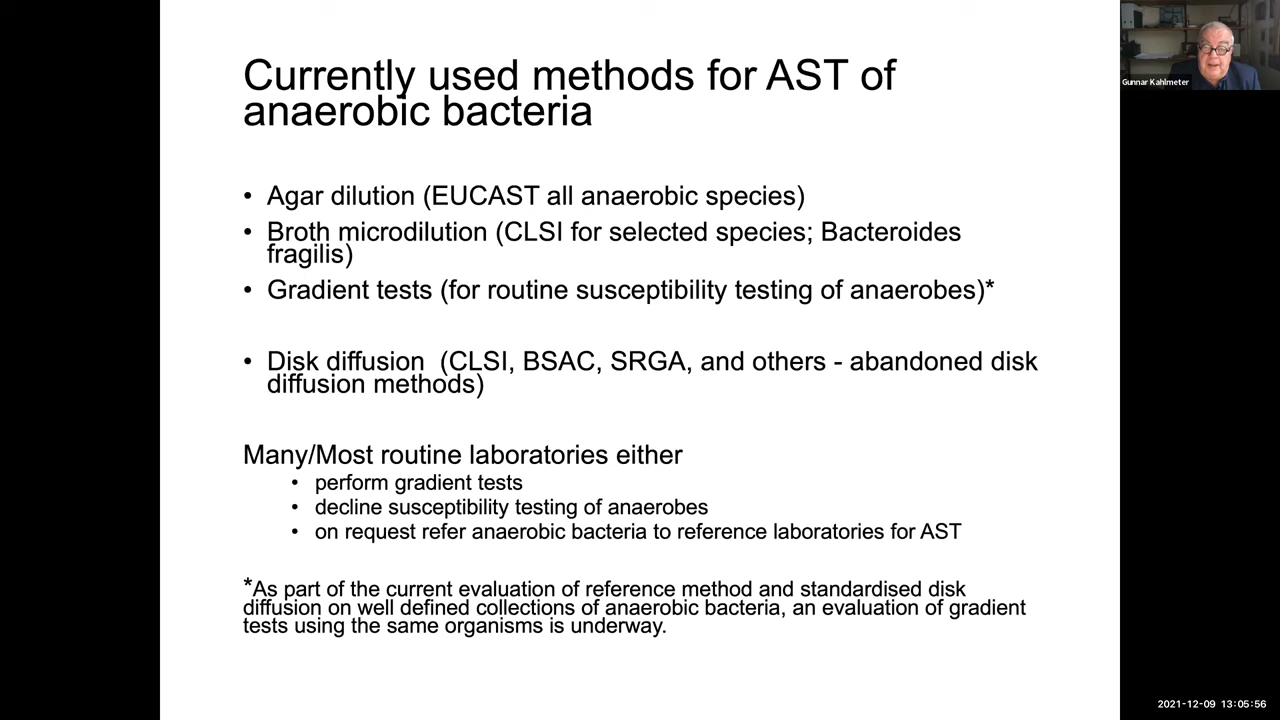 Currently used methods for AST of
anaerobic bacteria
• Agar dilution (EUCAST all anaerobic species)
• Broth microdilution (CLSI for selected species; Bacteroides
fragilis)
• Gradient tests (for routine susceptibility testing of anaerobes)*
• Disk diffusion  (CLSI, BSAC, SRGA, and others - abandoned disk
diffusion methods)
Many/Most routine laboratories either
• perform gradient tests
• decline susceptibility testing of anaerobes
• on request refer anaerobic bacteria to reference laboratories for AST
*As part of the current evaluation of reference method and standardised disk
diffusion on well defined collections of anaerobic bacteria, an evaluation of gradient
tests using the same organisms is underway.
Gunnar Kahlmeter
2021-12-09 13:05:56